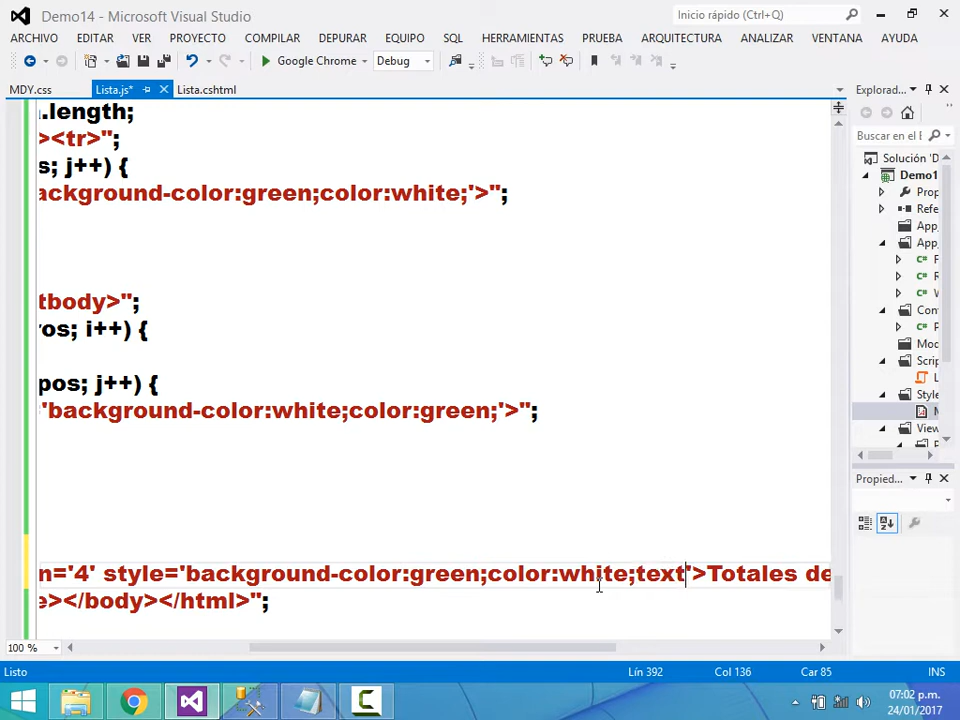 Demo14 - Microsoft Visual Studio
Inicio rápido (Ctrl+Q)
ARCHIVO EDITAR VER PROYECTO COMPILAR DEPURAR EQUIPO SQL HERRAMIENTAS PRUEBA ARQUITECTURA ANALIZAR VENTANA AYUDA
Google Chrome Debug
MDY.css Lista.js* Lista.cshtml
.length;
><tr>";
s; j++) {
ackground-color:green;color:white;'>";
tbody>";
ros; i++) {
pos; j++) {
'background-color:white;color:green;'>";
n='4' style='background-color:green;color:white;text'>Totales de
e></body></html>";
100 %
Explorad...
Buscar en el E
Solución 'D
Demo1
Prop
Refe
App_
App_
F
R
V
Con
F
Mod
Scrip
L
Style
M
View
Propied...
Listo Lín 392 Col 136 Car 85 INS
07:02 p.m.
24/01/2017